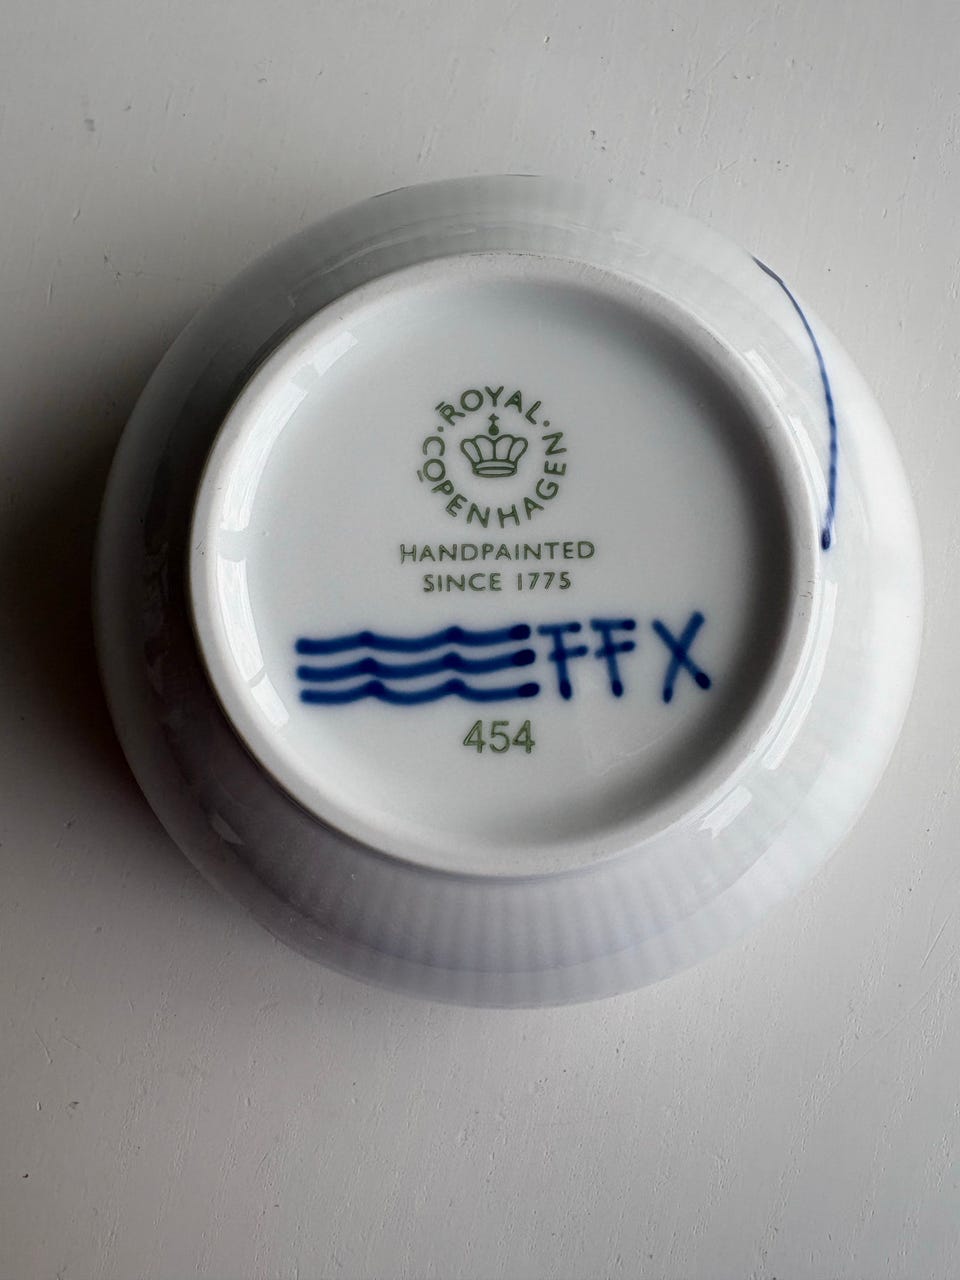 ROYAL · COPENHAGEN ·
HANDPAINTED
SINCE 1775
FFX
454